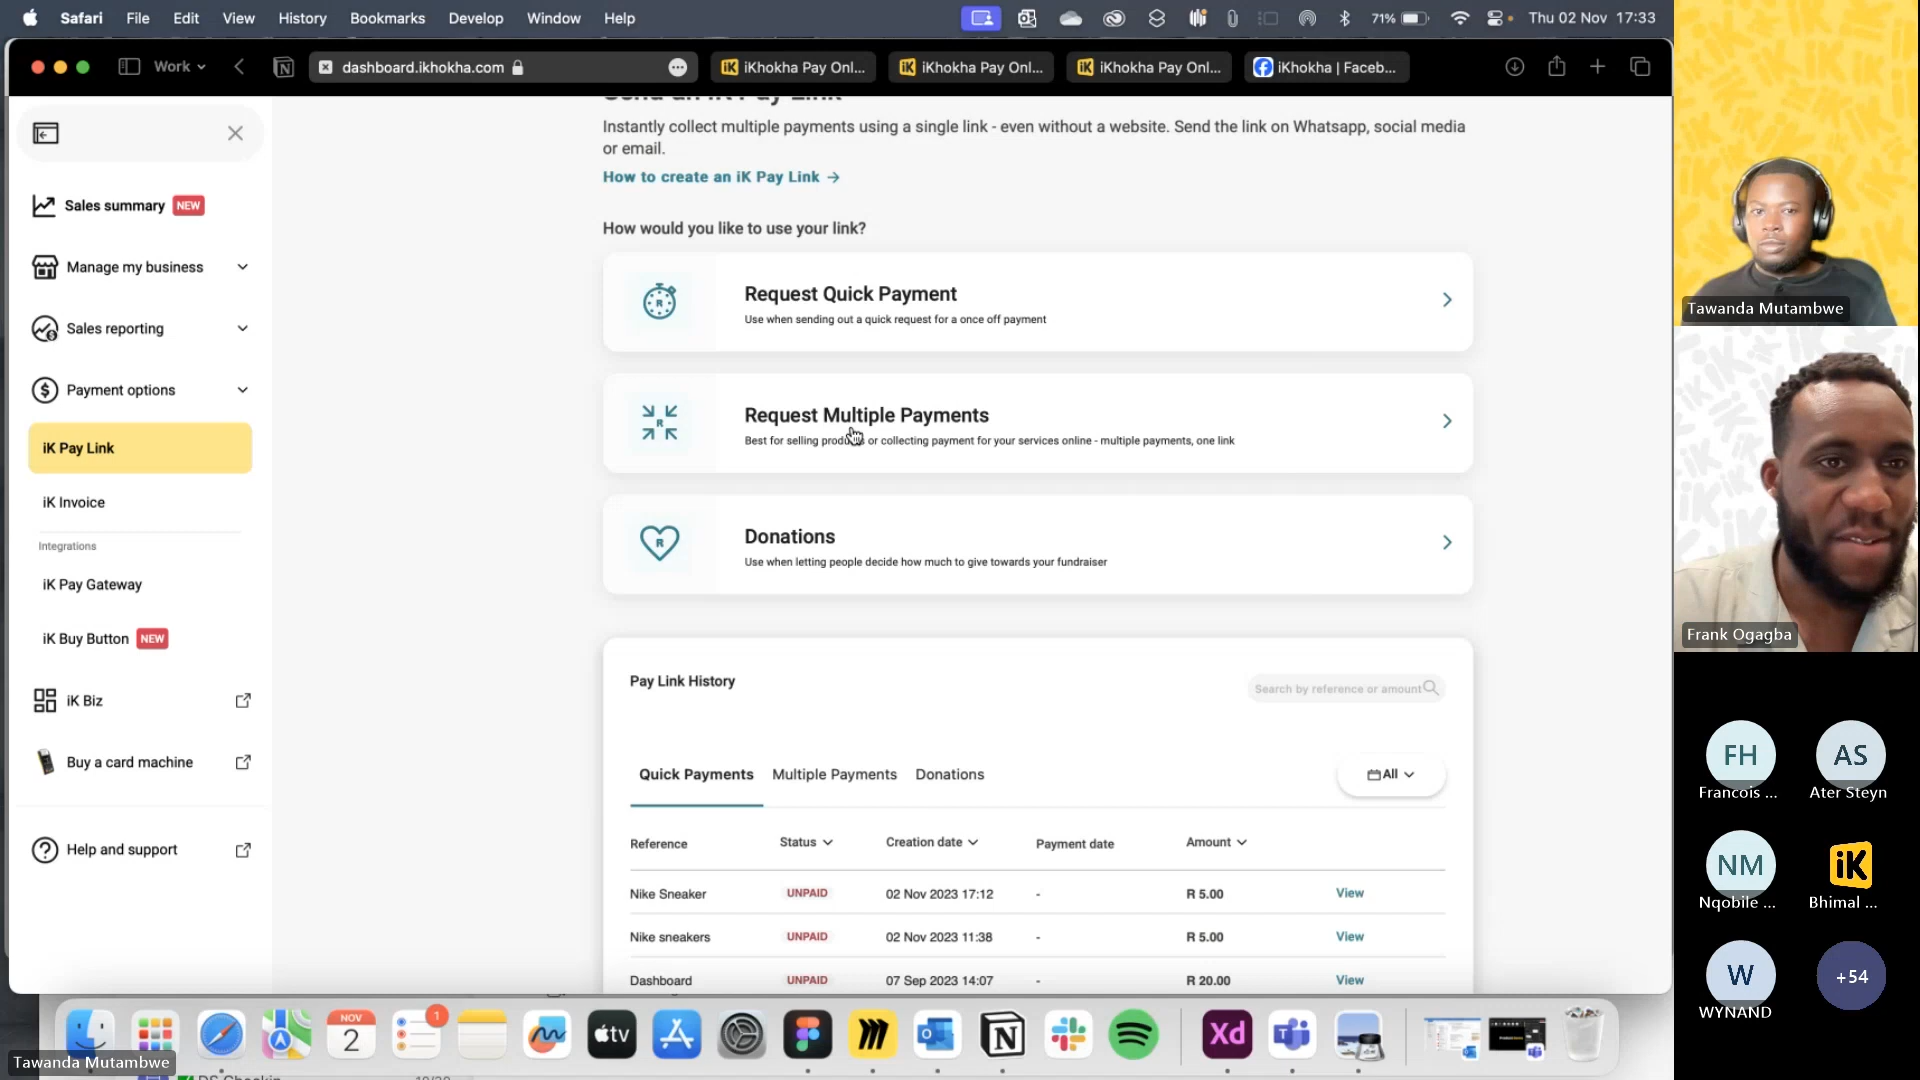 Safari File Edit View History Bookmarks Develop Window Help
71% Thu 02 Nov 17:33
Work
dashboard.ikhokha.com
iK iKhokha Pay Onl...
iK iKhokha Pay Onl...
iK iKhokha Pay Onl...
iKhokha | Faceb...
Sales summary NEW
Manage my business
Sales reporting
Payment options
iK Pay Link
iK Invoice
Integrations
iK Pay Gateway
iK Buy Button NEW
iK Biz
Buy a card machine
Help and support
Send an iK Pay Link
Instantly collect multiple payments using a single link - even without a website. Send the link on Whatsapp, social media
or email.
How to create an iK Pay Link →
How would you like to use your link?
Request Quick Payment
Use when sending out a quick request for a once off payment
Request Multiple Payments
Best for selling products or collecting payment for your services online - multiple payments, one link
Donations
Use when letting people decide how much to give towards your fundraiser
Pay Link History
Search by reference or amount
Quick Payments Multiple Payments Donations
All
Reference Status Creation date Payment date Amount
Nike Sneaker UNPAID 02 Nov 2023 17:12 - R 5.00 View
Nike sneakers UNPAID 02 Nov 2023 11:38 - R 5.00 View
Dashboard UNPAID 07 Sep 2023 14:07 - R 20.00 View
NOV
2
1
tv
Xd
Tawanda Mutambwe
Tawanda Mutambwe
Frank Ogagba
FH
Francois ...
AS
Ater Steyn
NM
Nqobile ...
iK
Bhimal ...
W
WYNAND
+54